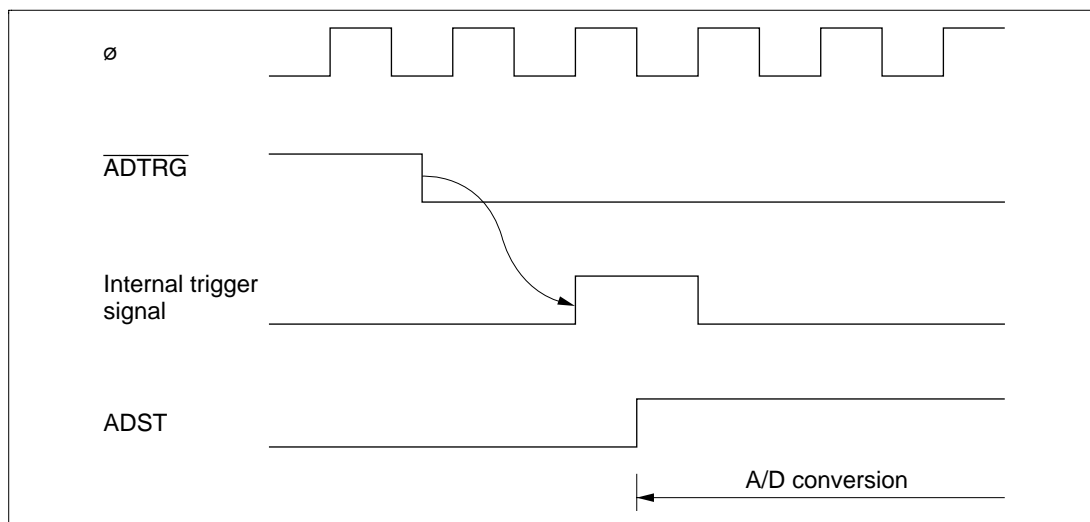 ø
ADTRG
Internal trigger
signal
ADST
A/D conversion